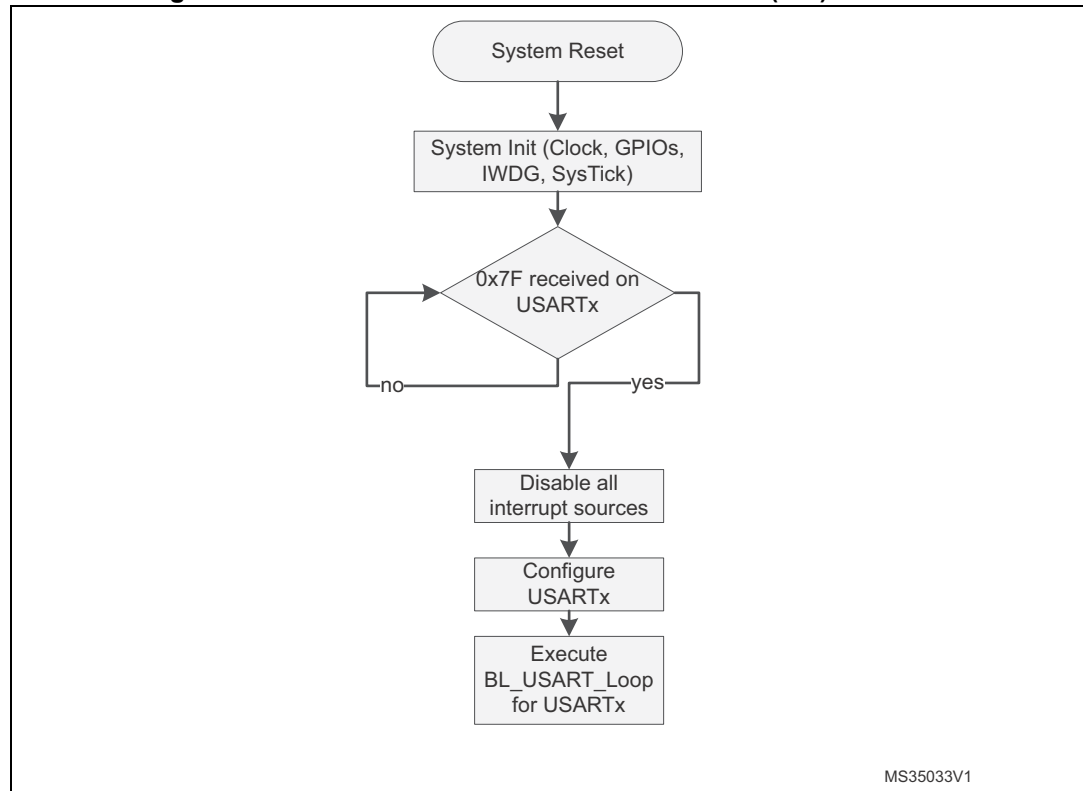 System Reset
System Init (Clock, GPIOs,
IWDG, SysTick)
0x7F received on
USARTx
no
yes
Disable all
interrupt sources
Configure
USARTx
Execute
BL_USART_Loop
for USARTx
MS35033V1